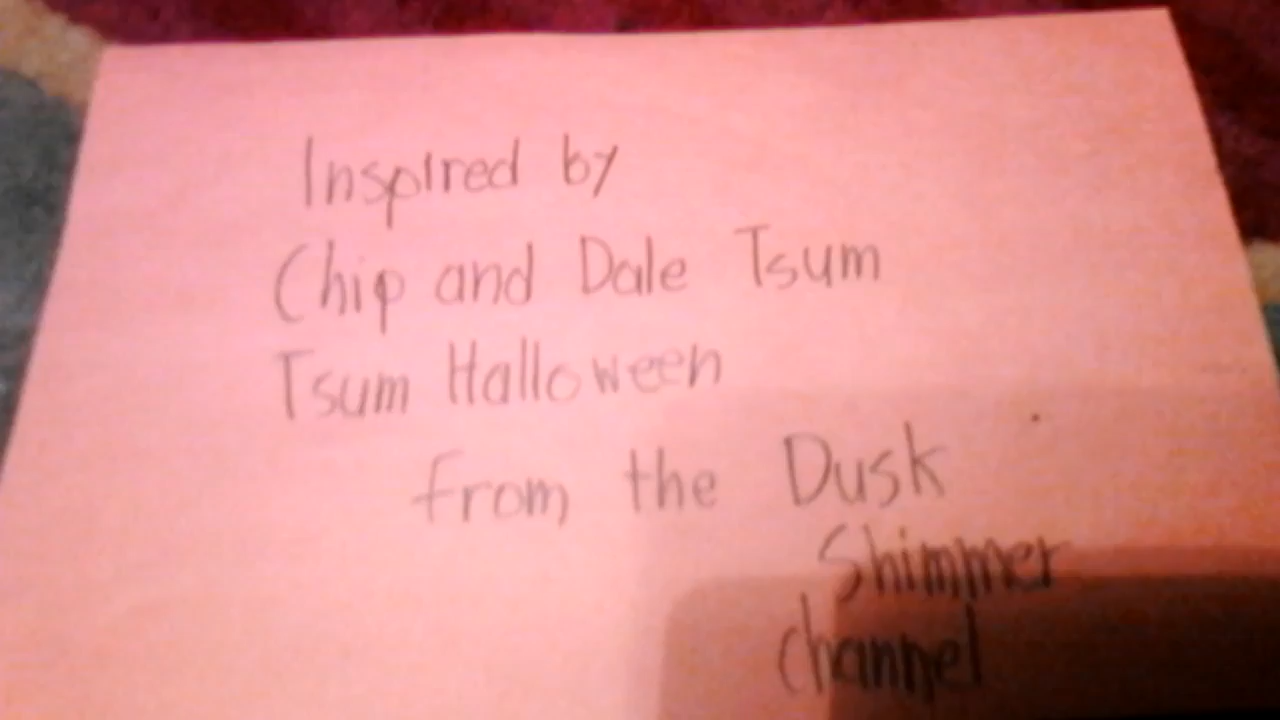 Inspired by
Chip and Dale Tsum
Tsum Halloween
from the Dusk
Shimmer
channel